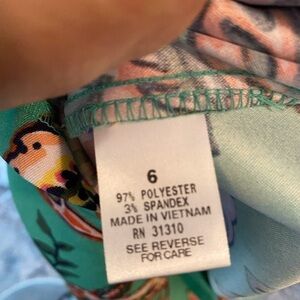 6
97% POLYESTER
3% SPANDEX
MADE IN VIETNAM
RN 31310
SEE REVERSE
FOR CARE